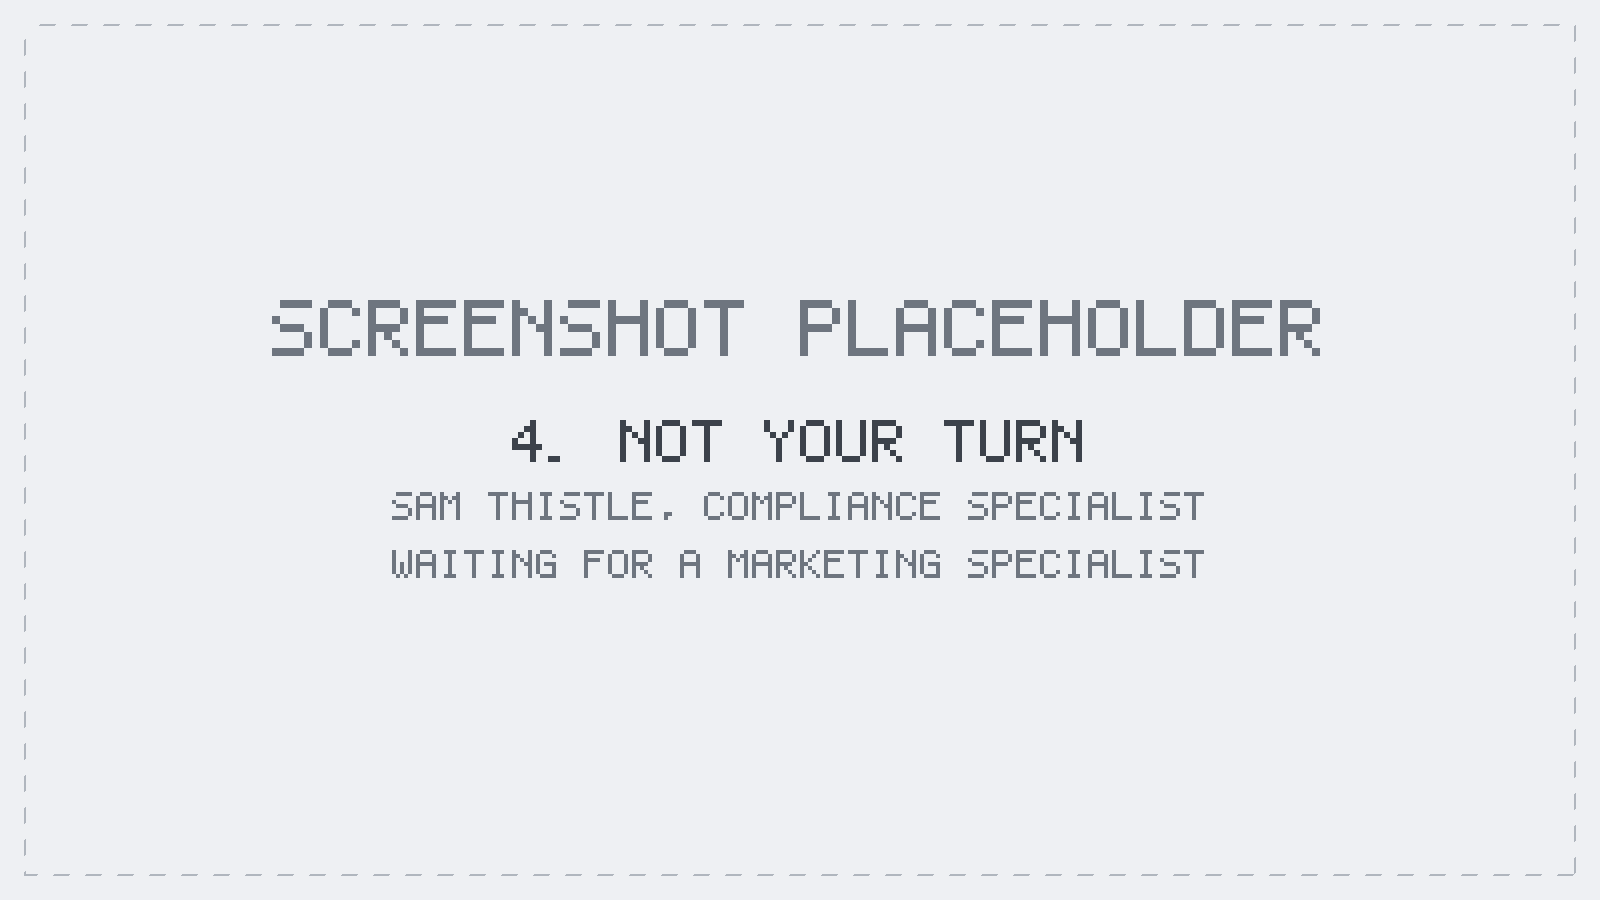 SCREENSHOT PLACEHOLDER
4. NOT YOUR TURN
SAM THISTLE, COMPLIANCE SPECIALIST
WAITING FOR A MARKETING SPECIALIST